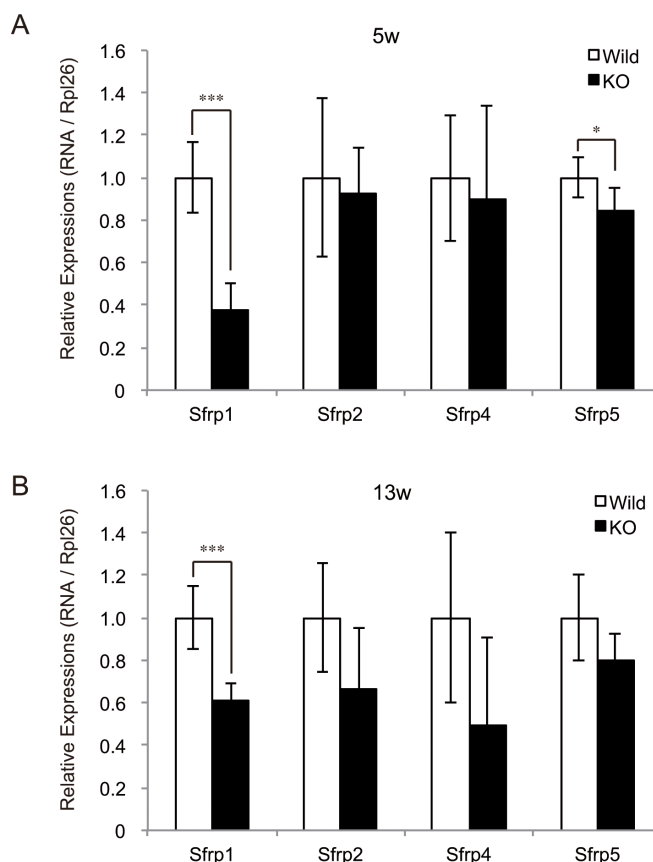 A
5w
Relative Expressions (RNA / Rpl26)
1.6
1.4
1.2
1.0
0.8
0.6
0.4
0.2
0
Wild
KO
***
*
Sfrp1 Sfrp2 Sfrp4 Sfrp5
B
13w
Relative Expressions (RNA / Rpl26)
1.6
1.4
1.2
1.0
0.8
0.6
0.4
0.2
0
Wild
KO
***
Sfrp1 Sfrp2 Sfrp4 Sfrp5